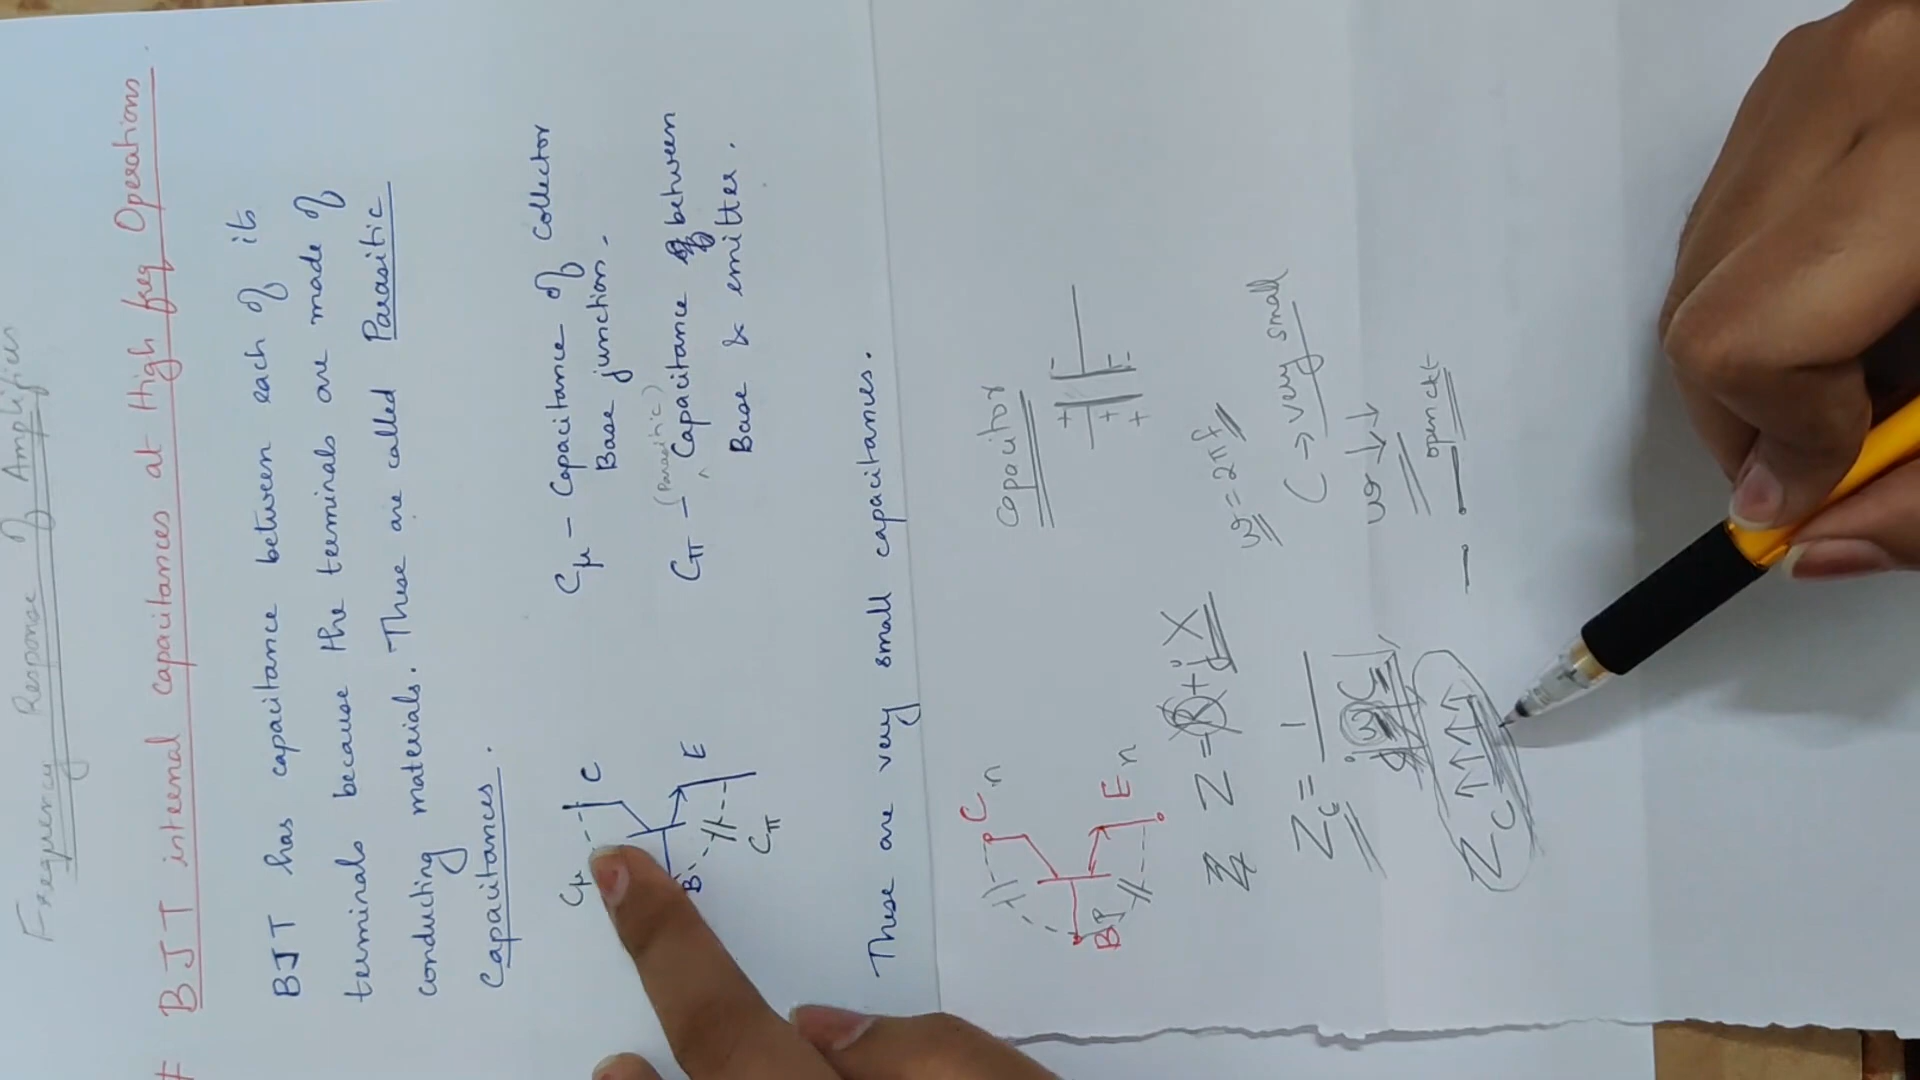 Frequency Response of Amplifiers
# BJT internal capacitances at High freq Operations.
BJT has capacitance between each of its
terminals because the terminals are made of
conducting materials. These are called Parasitic
Capacitances.
Cμ
C
B
E
Cπ
Cμ - Capacitance of Collector
Base junction.
(Parasitic)
Cπ - Capacitance between
Base & emitter.
These are very small capacitances.
C n
B P
E n
Capacitor
+ -
+
+ -
Z = R + jX
ω = 2πf
Zc = 1 / jωC
C → very small
ω ↓↓
open ckt
Zc ↑↑↑↑